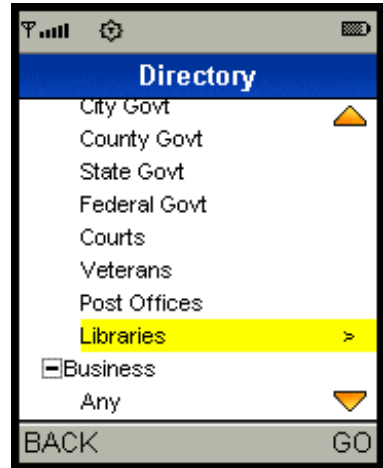 Directory
City Govt
County Govt
State Govt
Federal Govt
Courts
Veterans
Post Offices
Libraries >
Business
Any
BACK GO